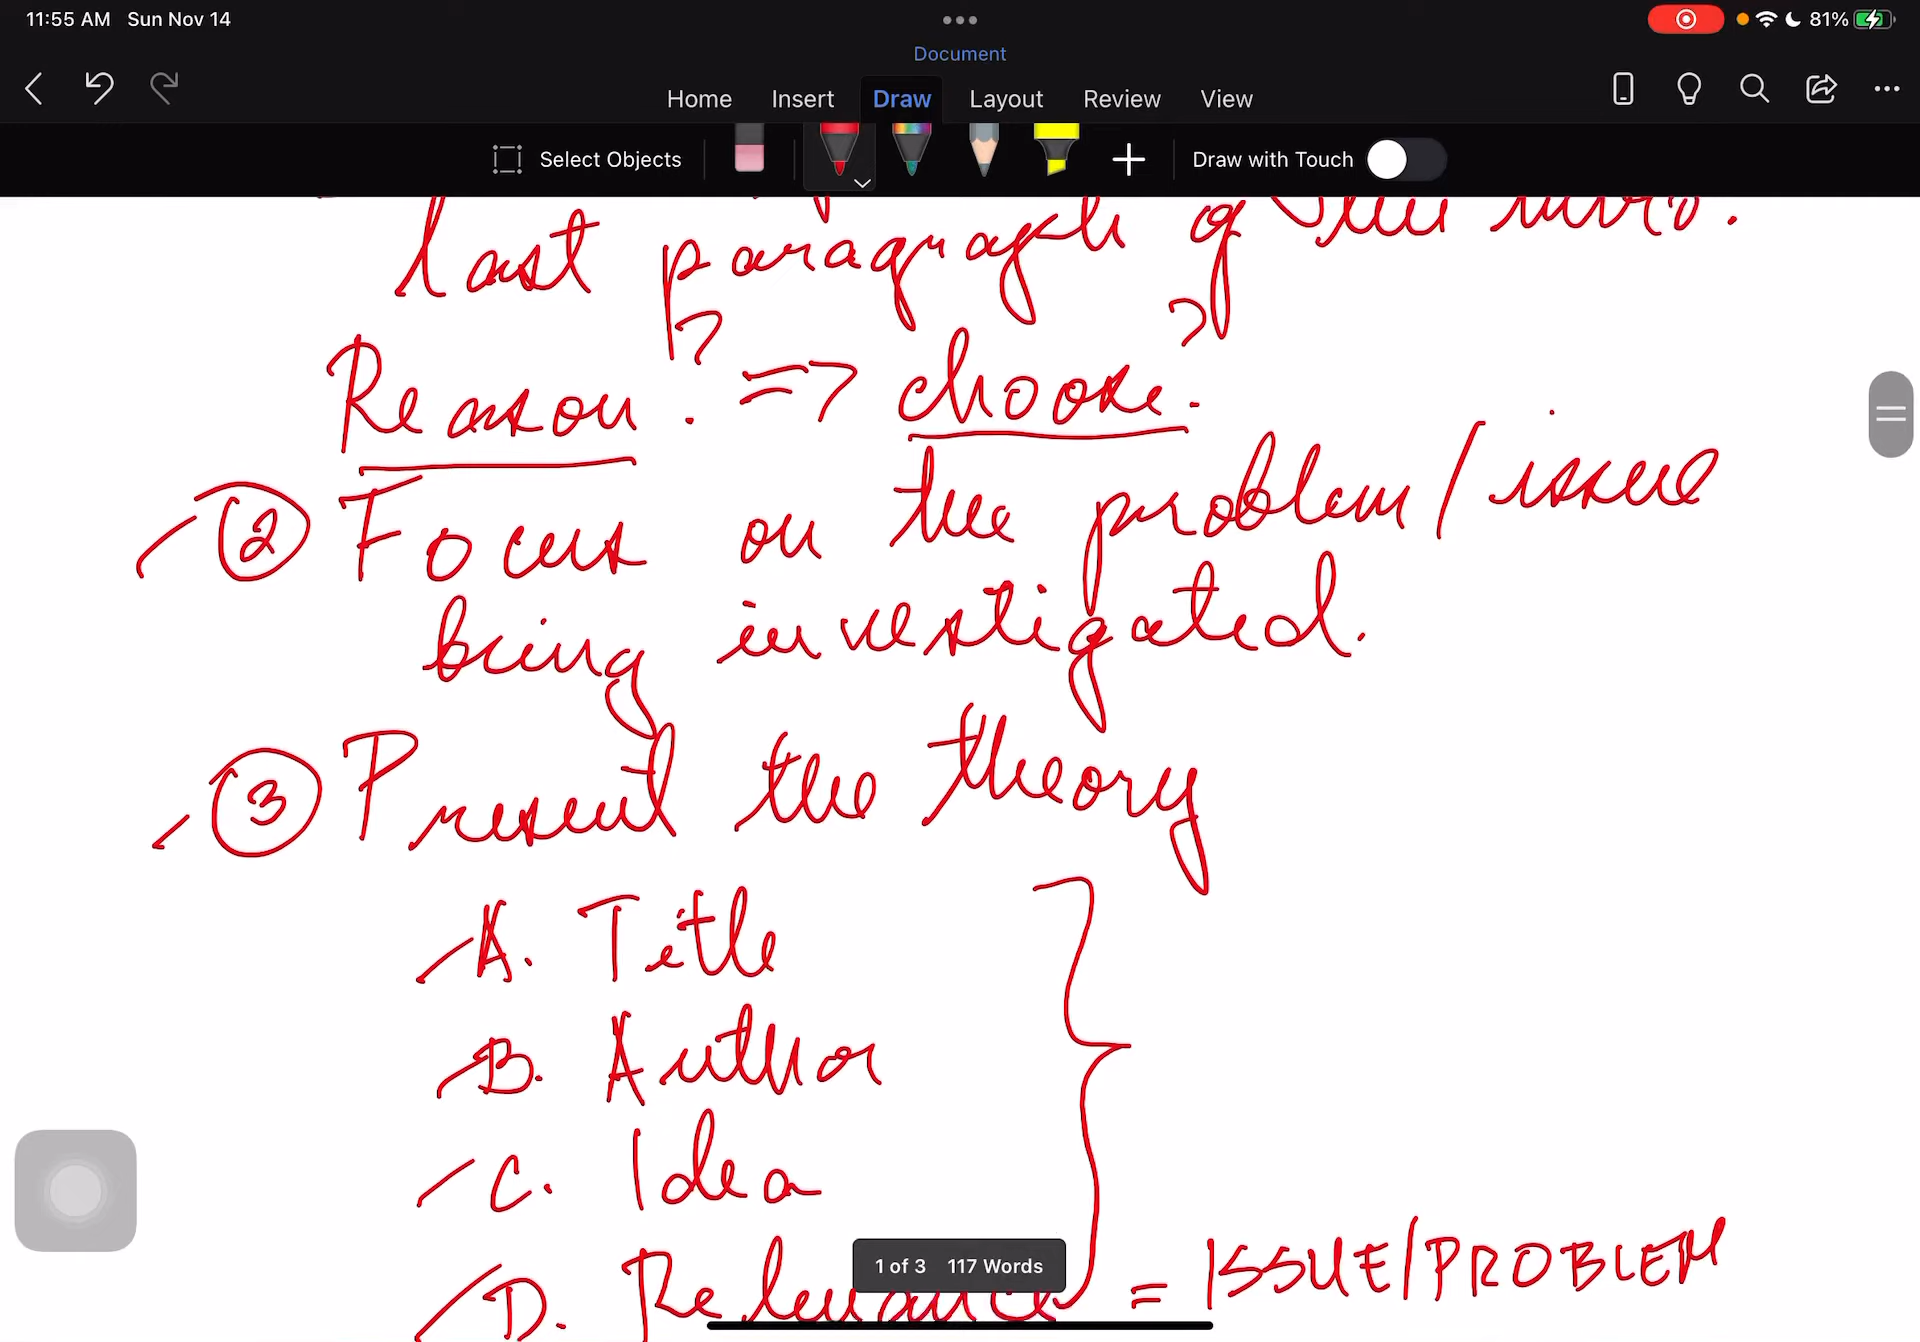 11:55 AM Sun Nov 14
81%
Document
Home Insert Draw Layout Review View
Select Objects
Draw with Touch
last paragraph of
Reason? => choose?
② Focus on the problem/issue
being investigated.
③ Present the theory
A. Title
B. Author
C. Idea
D. Relevance = ISSUE/PROBLEM
1 of 3 117 Words